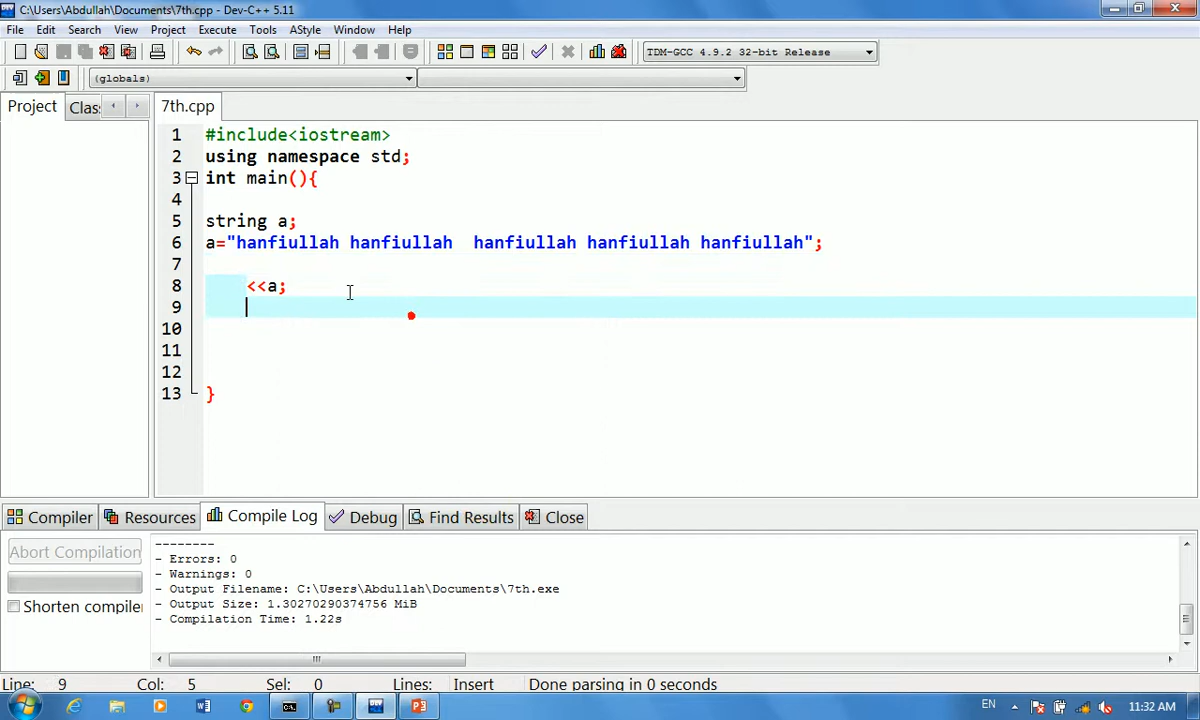 C:\Users\Abdullah\Documents\7th.cpp - Dev-C++ 5.11
File Edit Search View Project Execute Tools AStyle Window Help
TDM-GCC 4.9.2 32-bit Release
(globals)
Project Clas 7th.cpp
1 #include<iostream>
2 using namespace std;
3 int main(){
4
5 string a;
6 a="hanfiullah hanfiullah  hanfiullah hanfiullah hanfiullah";
7
8 <<a;
9
10
11
12
13 }
Compiler Resources Compile Log Debug Find Results Close
Abort Compilation
Shorten compiler
--------
- Errors: 0
- Warnings: 0
- Output Filename: C:\Users\Abdullah\Documents\7th.exe
- Output Size: 1.30270290374756 MiB
- Compilation Time: 1.22s
Line: 9 Col: 5 Sel: 0 Lines: Insert Done parsing in 0 seconds
EN 11:32 AM